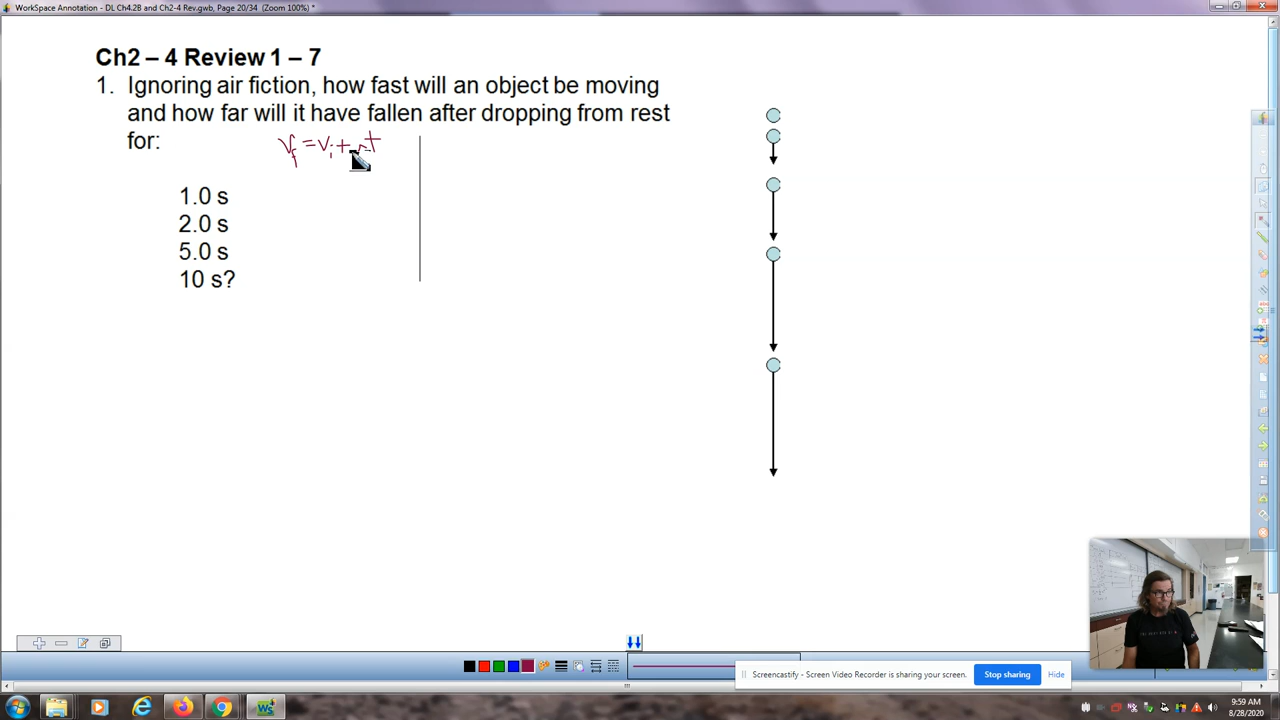 WorkSpace Annotation - DL Ch4.2B and Ch2-4 Rev.gwb, Page 20/34 (Zoom 100%) *
Ch2 – 4 Review 1 – 7
1. Ignoring air fiction, how fast will an object be moving
and how far will it have fallen after dropping from rest
for:
Vf = Vi + at
1.0 s
2.0 s
5.0 s
10 s?
Screencastify - Screen Video Recorder is sharing your screen.
Stop sharing
Hide
9:59 AM
8/28/2020